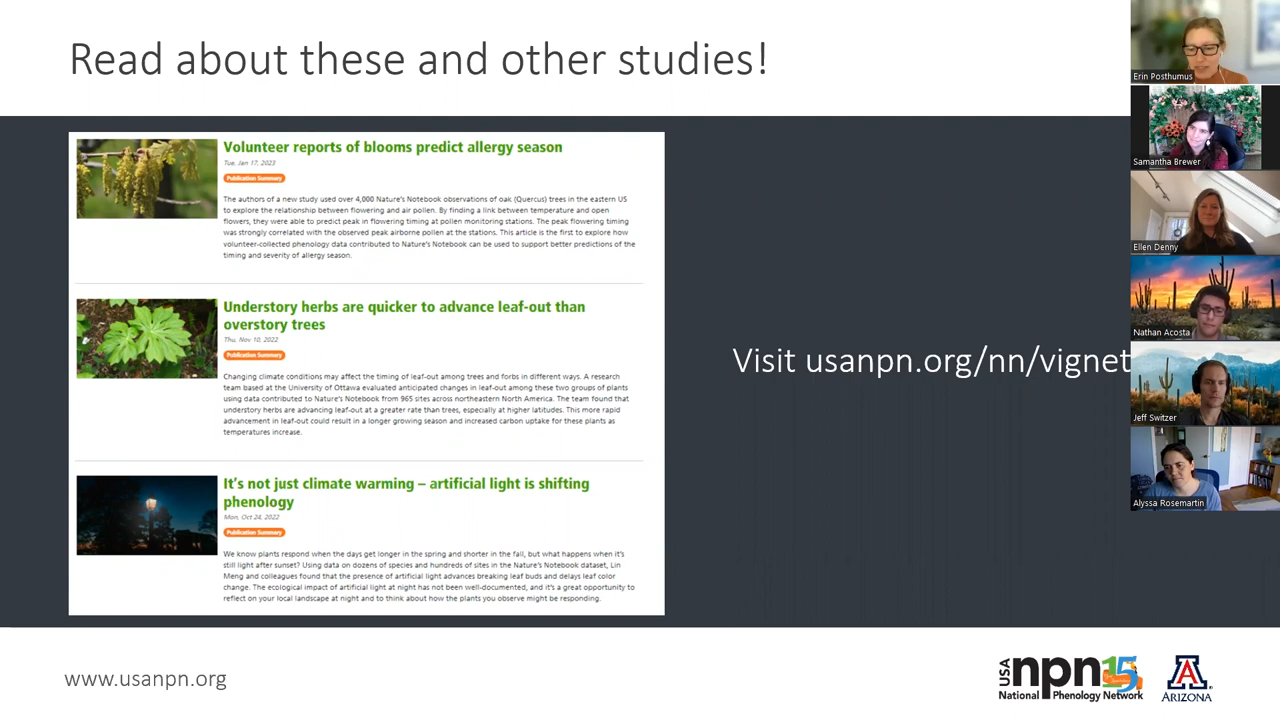 Read about these and other studies!
Volunteer reports of blooms predict allergy season
Tue, Jan 17, 2023
Publication Summary
The authors of a new study used over 4,000 Nature's Notebook observations of oak (Quercus) trees in the eastern US
to explore the relationship between flowering and air pollen. By finding a link between temperature and open
flowers, they were able to predict peak in flowering timing at pollen monitoring stations. The peak flowering timing
was strongly correlated with the observed peak airborne pollen at the stations. This article is the first to explore how
volunteer-collected phenology data contributed to Nature's Notebook can be used to support better predictions of the
timing and severity of allergy season.
Understory herbs are quicker to advance leaf-out than
overstory trees
Thu, Nov 10, 2022
Publication Summary
Changing climate conditions may affect the timing of leaf-out among trees and forbs in different ways. A research
team based at the University of Ottawa evaluated anticipated changes in leaf-out among these two groups of plants
using data contributed to Nature's Notebook from 965 sites across northeastern North America. The team found that
understory herbs are advancing leaf-out at a greater rate than trees, especially at higher latitudes. This more rapid
advancement in leaf-out could result in a longer growing season and increased carbon uptake for these plants as
temperatures increase.
It's not just climate warming – artificial light is shifting
phenology
Mon, Oct 24, 2022
Publication Summary
We know plants respond when the days get longer in the spring and shorter in the fall, but what happens when it's
still light after sunset? Using data on dozens of species and hundreds of sites in the Nature's Notebook dataset, Lin
Meng and colleagues found that the presence of artificial light advances breaking leaf buds and delays leaf color
change. The ecological impact of artificial light at night has not been well-documented, and it's a great opportunity to
reflect on your local landscape at night and to think about how the plants you observe might be responding.
Visit usanpn.org/nn/vignet
Erin Posthumus
Samantha Brewer
Ellen Denny
Nathan Acosta
Jeff Switzer
Alyssa Rosemartin
www.usanpn.org
USA npn 15
National Phenology Network
A
ARIZONA